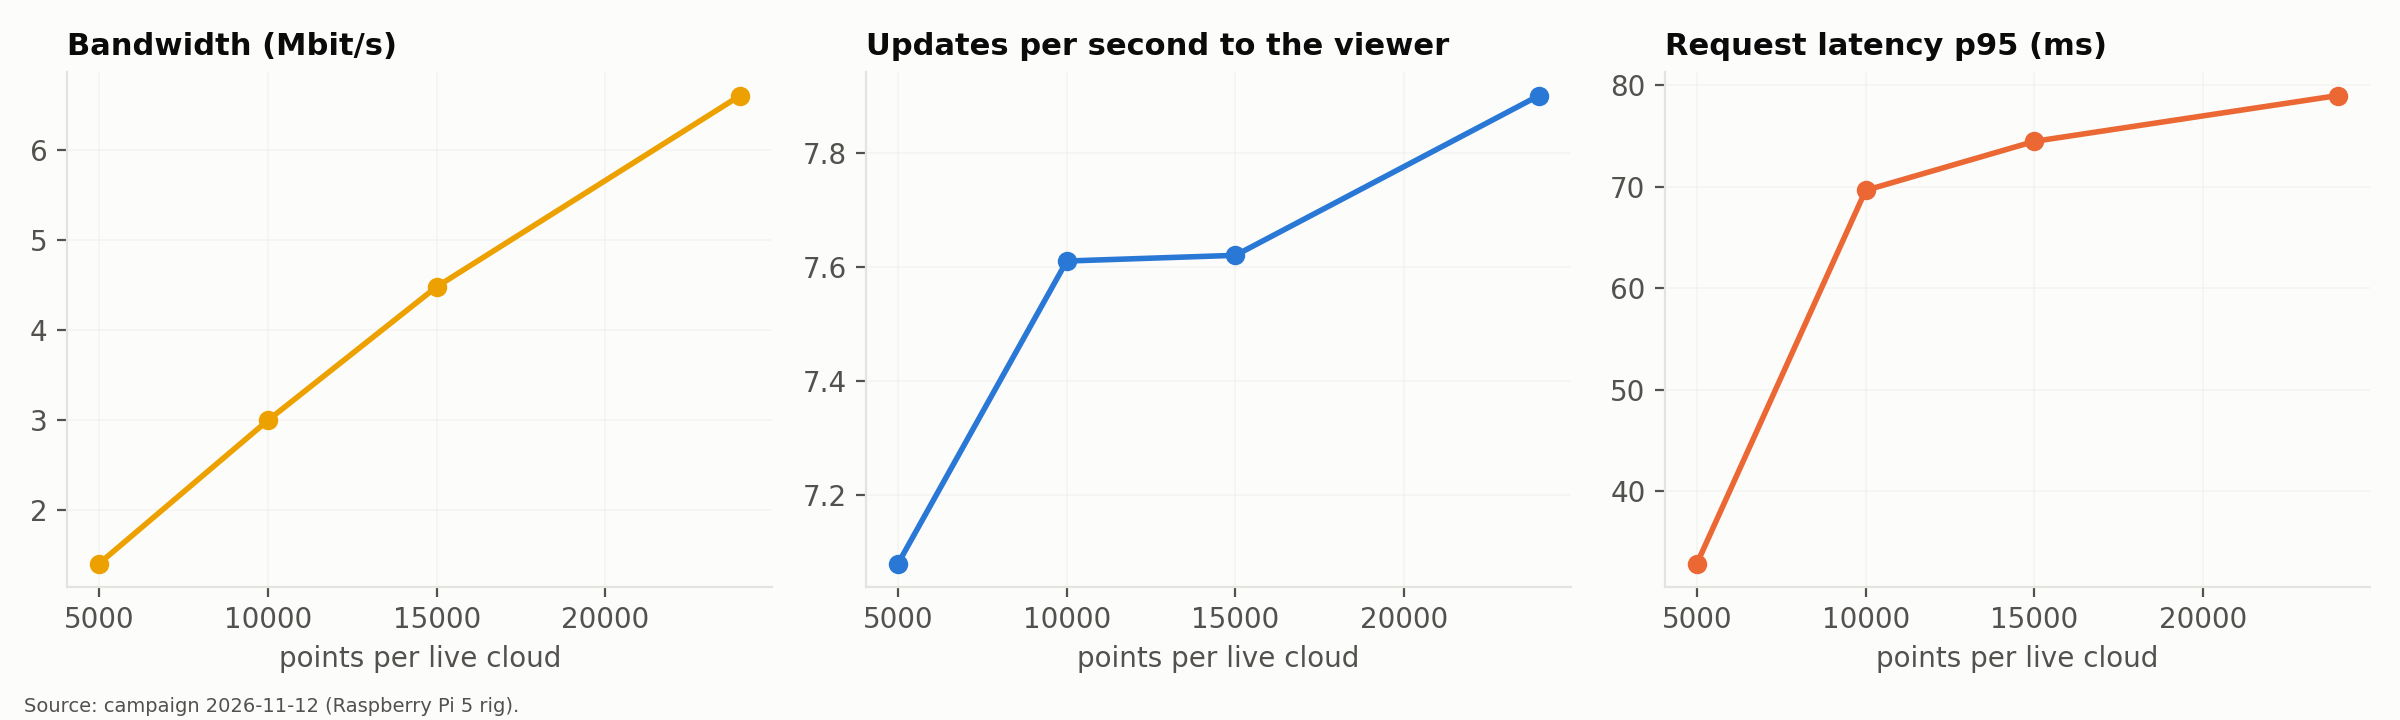 Bandwidth (Mbit/s)
6
5
4
3
2
5000 10000 15000 20000
points per live cloud
Updates per second to the viewer
7.8
7.6
7.4
7.2
5000 10000 15000 20000
points per live cloud
Request latency p95 (ms)
80
70
60
50
40
5000 10000 15000 20000
points per live cloud
Source: campaign 2026-11-12 (Raspberry Pi 5 rig).